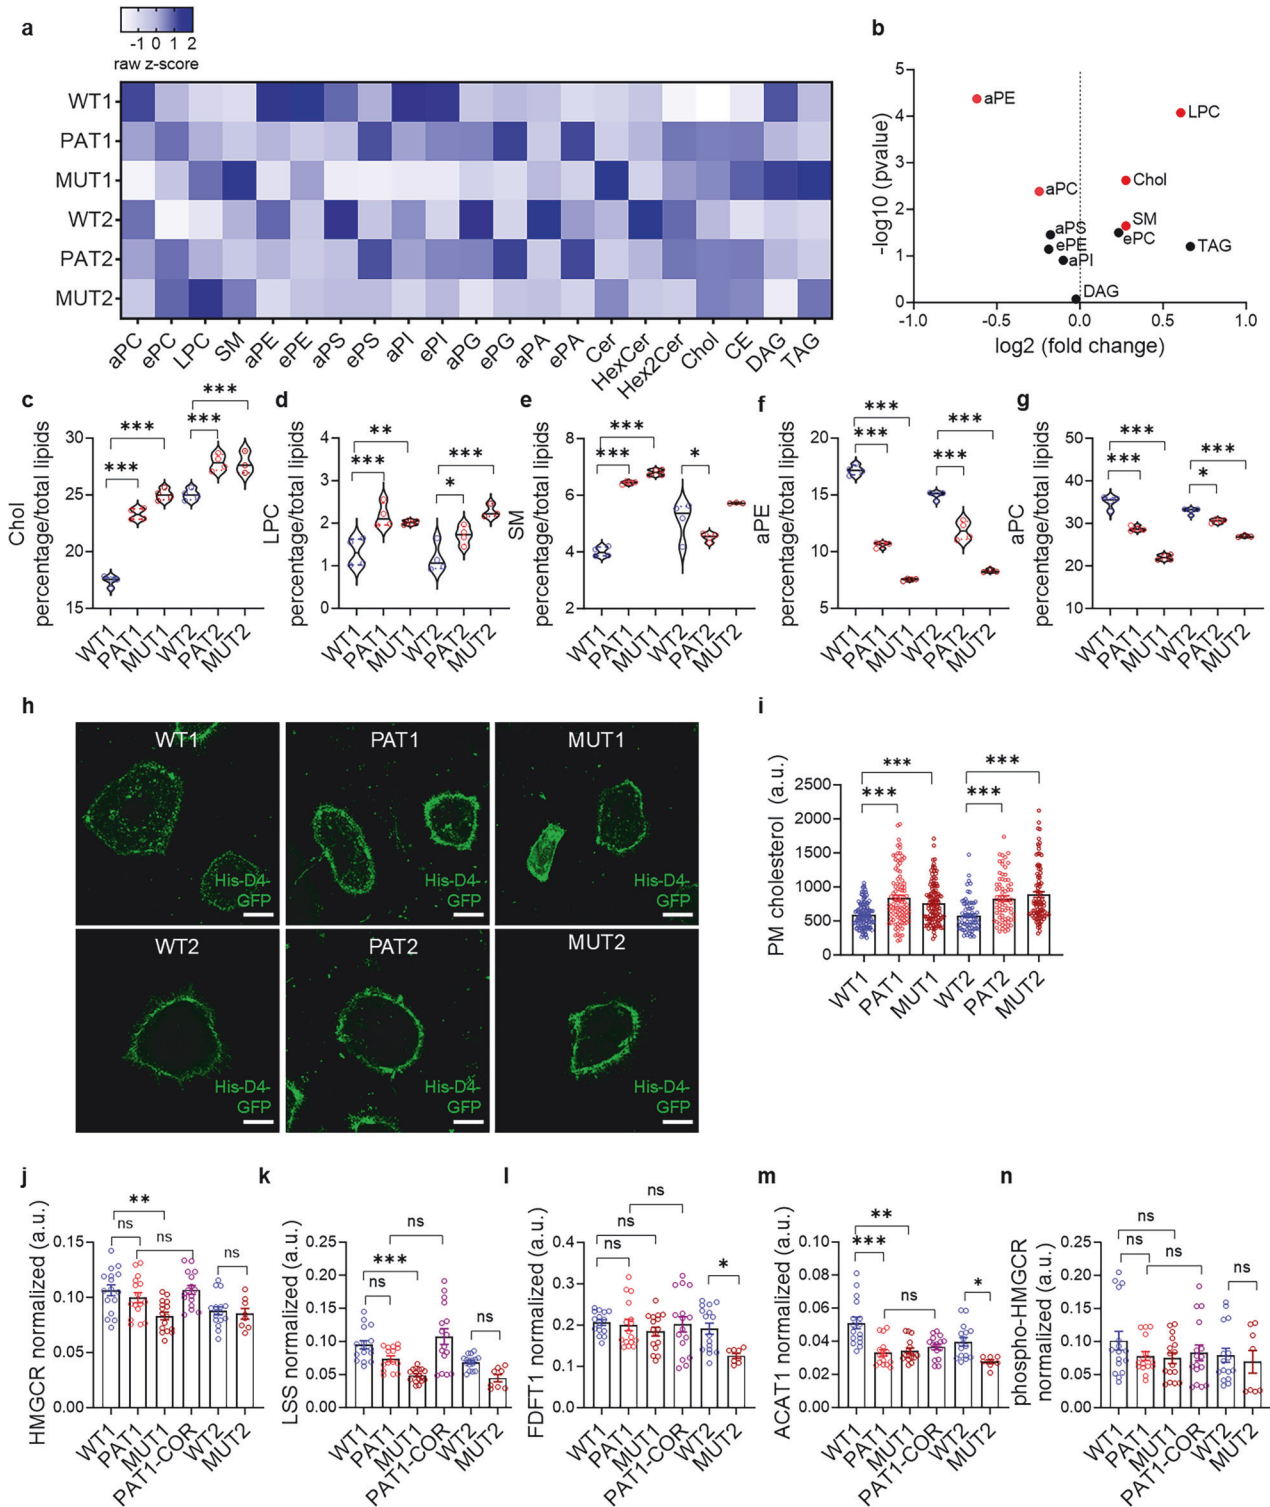 a
-1 0 1 2
raw z-score
WT1
PAT1
MUT1
WT2
PAT2
MUT2
aPC ePC LPC SM aPE ePE aPS ePS aPI ePI aPG ePG aPA ePA Cer HexCer Hex2Cer Chol CE DAG TAG
b
-log10 (pvalue)
5
4
3
2
1
0
-1.0 -0.5 0.0 0.5 1.0
log2 (fold change)
aPE
LPC
Chol
aPC
SM
aPS
ePC
ePE
TAG
aPI
DAG
c
Chol
percentage/total lipids
30
25
20
15
*** *** *** ***
WT1 PAT1 MUT1 WT2 PAT2 MUT2
d
LPC
percentage/total lipids
4
3
2
1
0
** *** *** *
WT1 PAT1 MUT1 WT2 PAT2 MUT2
e
SM
percentage/total lipids
8
6
4
2
*** *** *
WT1 PAT1 MUT1 WT2 PAT2 MUT2
f
aPE
percentage/total lipids
20
15
10
5
*** *** *** ***
WT1 PAT1 MUT1 WT2 PAT2 MUT2
g
aPC
percentage/total lipids
50
40
30
20
10
*** *** *** *
WT1 PAT1 MUT1 WT2 PAT2 MUT2
h
WT1 PAT1 MUT1
His-D4-
GFP
His-D4-
GFP
His-D4-
GFP
WT2 PAT2 MUT2
His-D4-
GFP
His-D4-
GFP
His-D4-
GFP
i
PM cholesterol (a.u.)
2500
2000
1500
1000
500
0
*** *** *** ***
WT1 PAT1 MUT1 WT2 PAT2 MUT2
j
HMGCR normalized (a.u.)
0.15
0.10
0.05
0.00
** ns ns ns
WT1 PAT1 MUT1 PAT1-COR WT2 MUT2
k
LSS normalized (a.u.)
0.25
0.20
0.15
0.10
0.05
0.00
ns *** ns ns
WT1 PAT1 MUT1 PAT1-COR WT2 MUT2
l
FDFT1 normalized (a.u.)
0.4
0.3
0.2
0.1
0.0
ns ns ns *
WT1 PAT1 MUT1 PAT1-COR WT2 MUT2
m
ACAT1 normalized (a.u.)
0.10
0.08
0.06
0.04
0.02
0.00
** *** ns *
WT1 PAT1 MUT1 PAT1-COR WT2 MUT2
n
phospho-HMGCR
normalized (a.u.)
0.25
0.20
0.15
0.10
0.05
0.00
ns ns ns ns
WT1 PAT1 MUT1 PAT1-COR WT2 MUT2